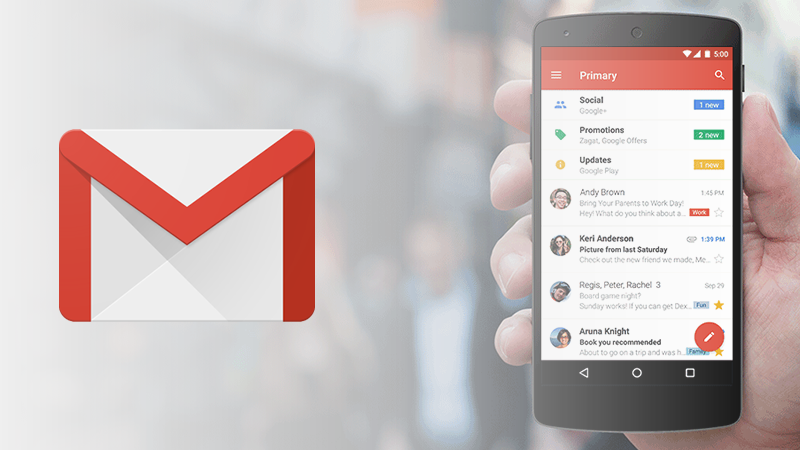 5:00
Primary
Social
Google+
1 new
Promotions
Zagat, Google Offers
2 new
Updates
Google Play
1 new
Andy Brown
1:45 PM
Bring Your Parents to Work Day!
Hey! What do you think about a...
Work
Keri Anderson
1:39 PM
Picture from last Saturday
Check out the new friend we made, Me...
Regis, Peter, Rachel 3
Sep 29
Board game night?
Sunday works! If you can get Dex...
Fun
Aruna Knight
Book you recommended
About to go on a trip and was h...
Family